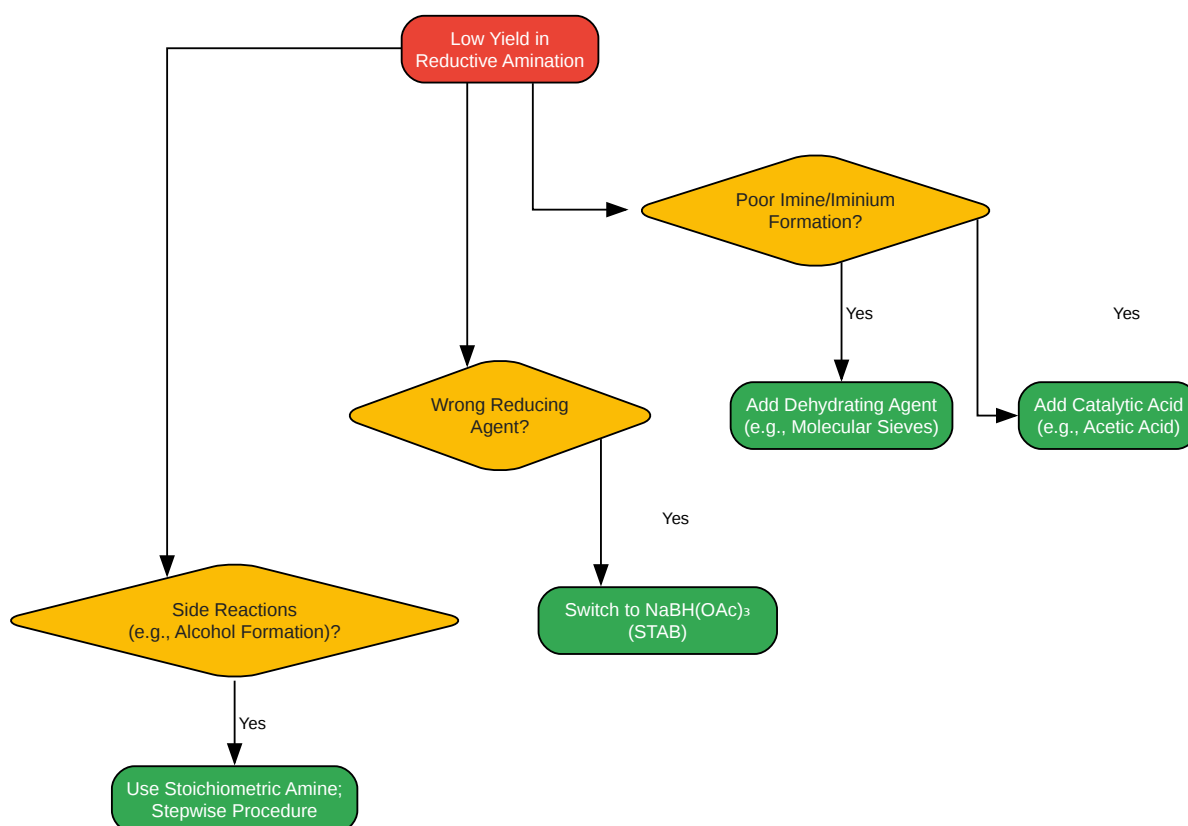 Low Yield in
Reductive Amination
Poor Imine/Iminium
Formation?
Yes
Yes
Wrong Reducing
Agent?
Add Dehydrating Agent
(e.g., Molecular Sieves)
Add Catalytic Acid
(e.g., Acetic Acid)
Yes
Side Reactions
(e.g., Alcohol Formation)?
Switch to NaBH(OAc)₃
(STAB)
Yes
Use Stoichiometric Amine;
Stepwise Procedure